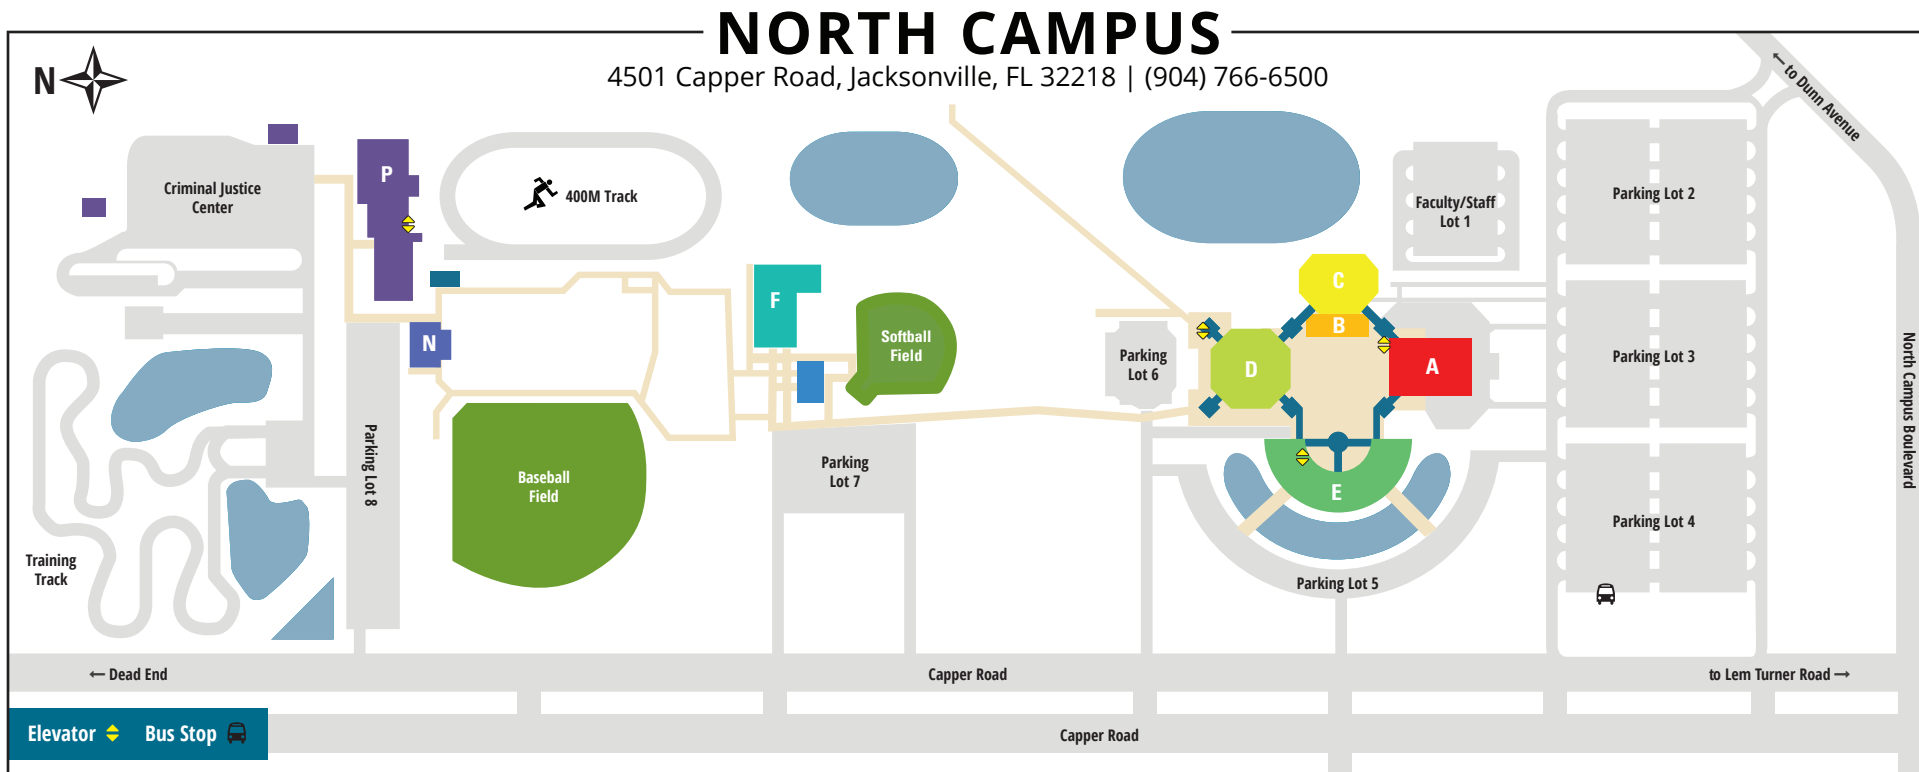 NORTH CAMPUS
4501 Capper Road, Jacksonville, FL 32218 | (904) 766-6500
N
← to Dunn Avenue
Criminal Justice
Center
P
400M Track
Faculty/Staff
Lot 1
Parking Lot 2
C
F
B
N
Softball
Field
Parking
Lot 6
D
A
Parking Lot 3
North Campus Boulevard
Parking Lot 8
Baseball
Field
Parking
Lot 7
E
Parking Lot 4
Training
Track
Parking Lot 5
← Dead End
Capper Road
to Lem Turner Road →
Elevator
Bus Stop
Capper Road